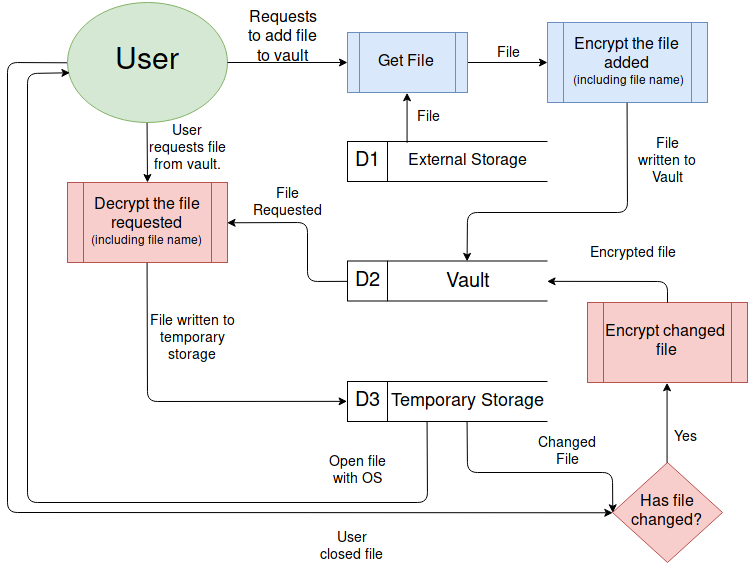 User
Requests
to add file
to vault
Get File
File
Encrypt the file
added
(including file name)
File
D1
External Storage
User
requests file
from vault.
File
written to
Vault
Decrypt the file
requested
(including file name)
File
Requested
D2
Vault
Encrypted file
File written to
temporary
storage
Encrypt changed
file
D3
Temporary Storage
Open file
with OS
Changed
File
Yes
Has file
changed?
User
closed file